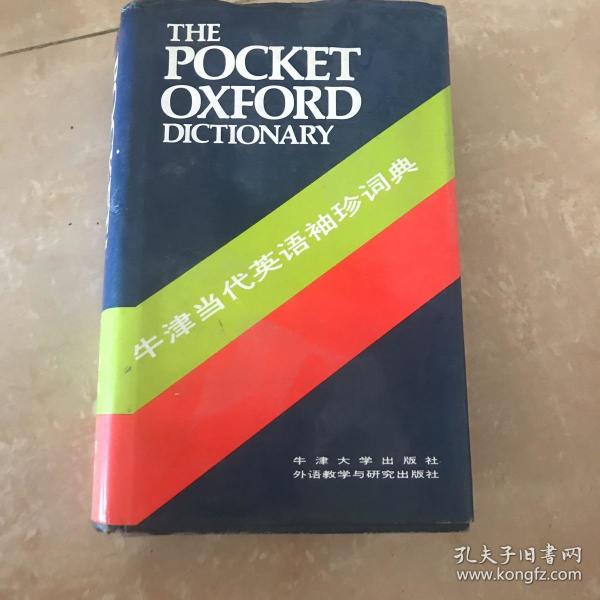 THE
POCKET
OXFORD
DICTIONARY
牛津当代英语袖珍词典
牛津大学出版社
外语教学与研究出版社
孔夫子旧书网
www.kongfz.com